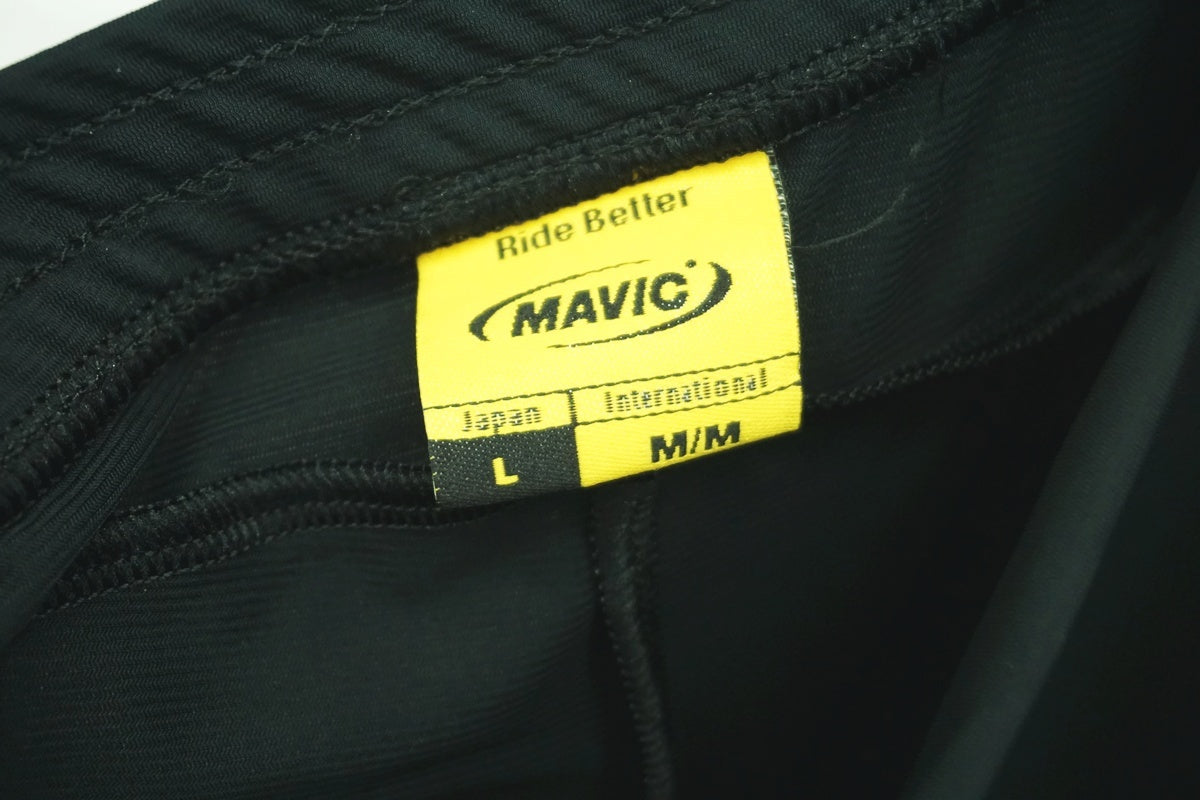 Ride Better
MAVIC
Japan International
L M/M